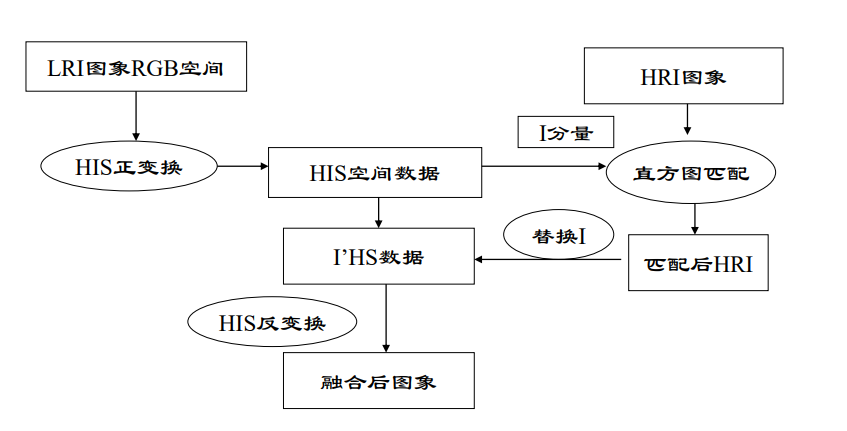 LRI图象RGB空间
HRI图象
I分量
HIS正变换
HIS空间数据
直方图匹配
替换I
I’HS数据
匹配后HRI
HIS反变换
融合后图象